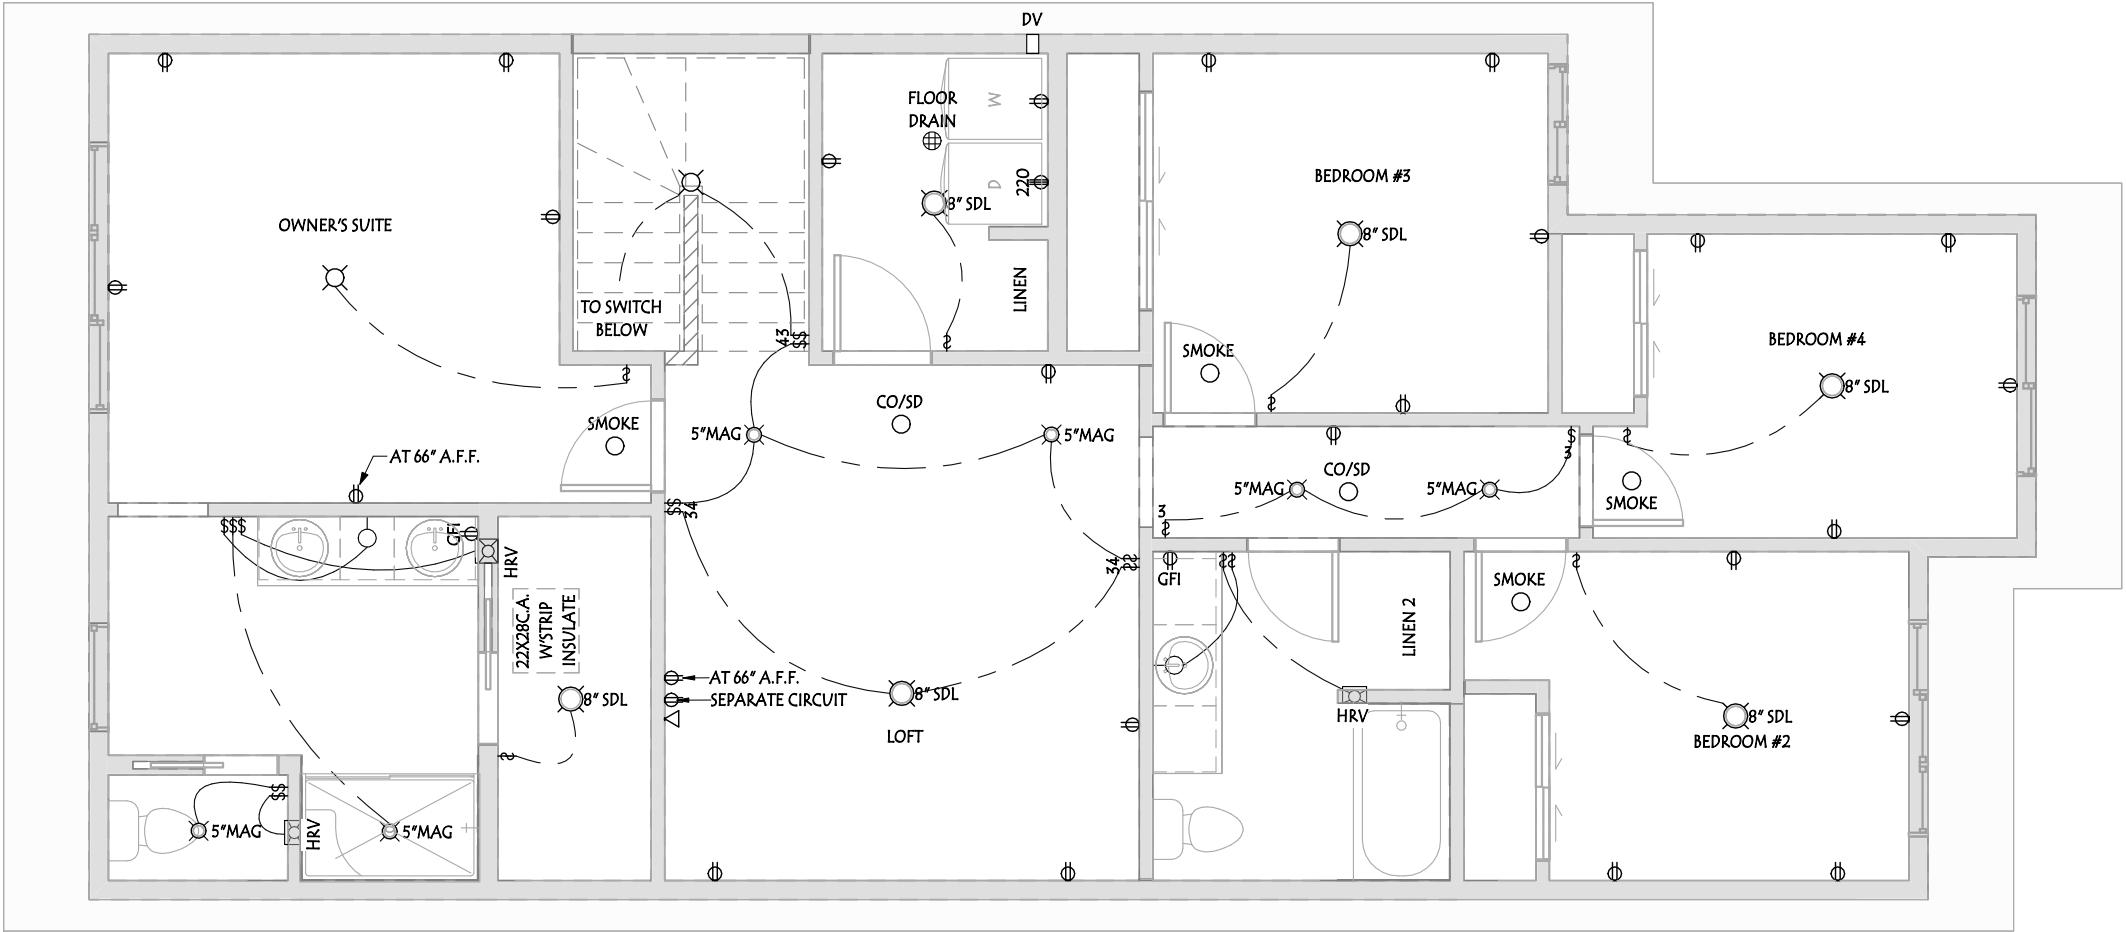 DV
FLOOR
DRAIN
W
D
220
8" SDL
LINEN
OWNER'S SUITE
TO SWITCH
BELOW
43
$$
$
SMOKE
AT 66" A.F.F.
BEDROOM #3
8" SDL
SMOKE
$
$
BEDROOM #4
8" SDL
CO/SD
5"MAG
5"MAG
CO/SD
5"MAG
5"MAG
$
3
$
SMOKE
3
$
$$
34
$$$
GFI
HRV
22X28C.A.
W'STRIP
INSULATE
8" SDL
$
34
$$
GFI
$$
LINEN 2
SMOKE
$
AT 66" A.F.F.
SEPARATE CIRCUIT
8" SDL
LOFT
HRV
8" SDL
BEDROOM #2
$$
5"MAG
HRV
5"MAG